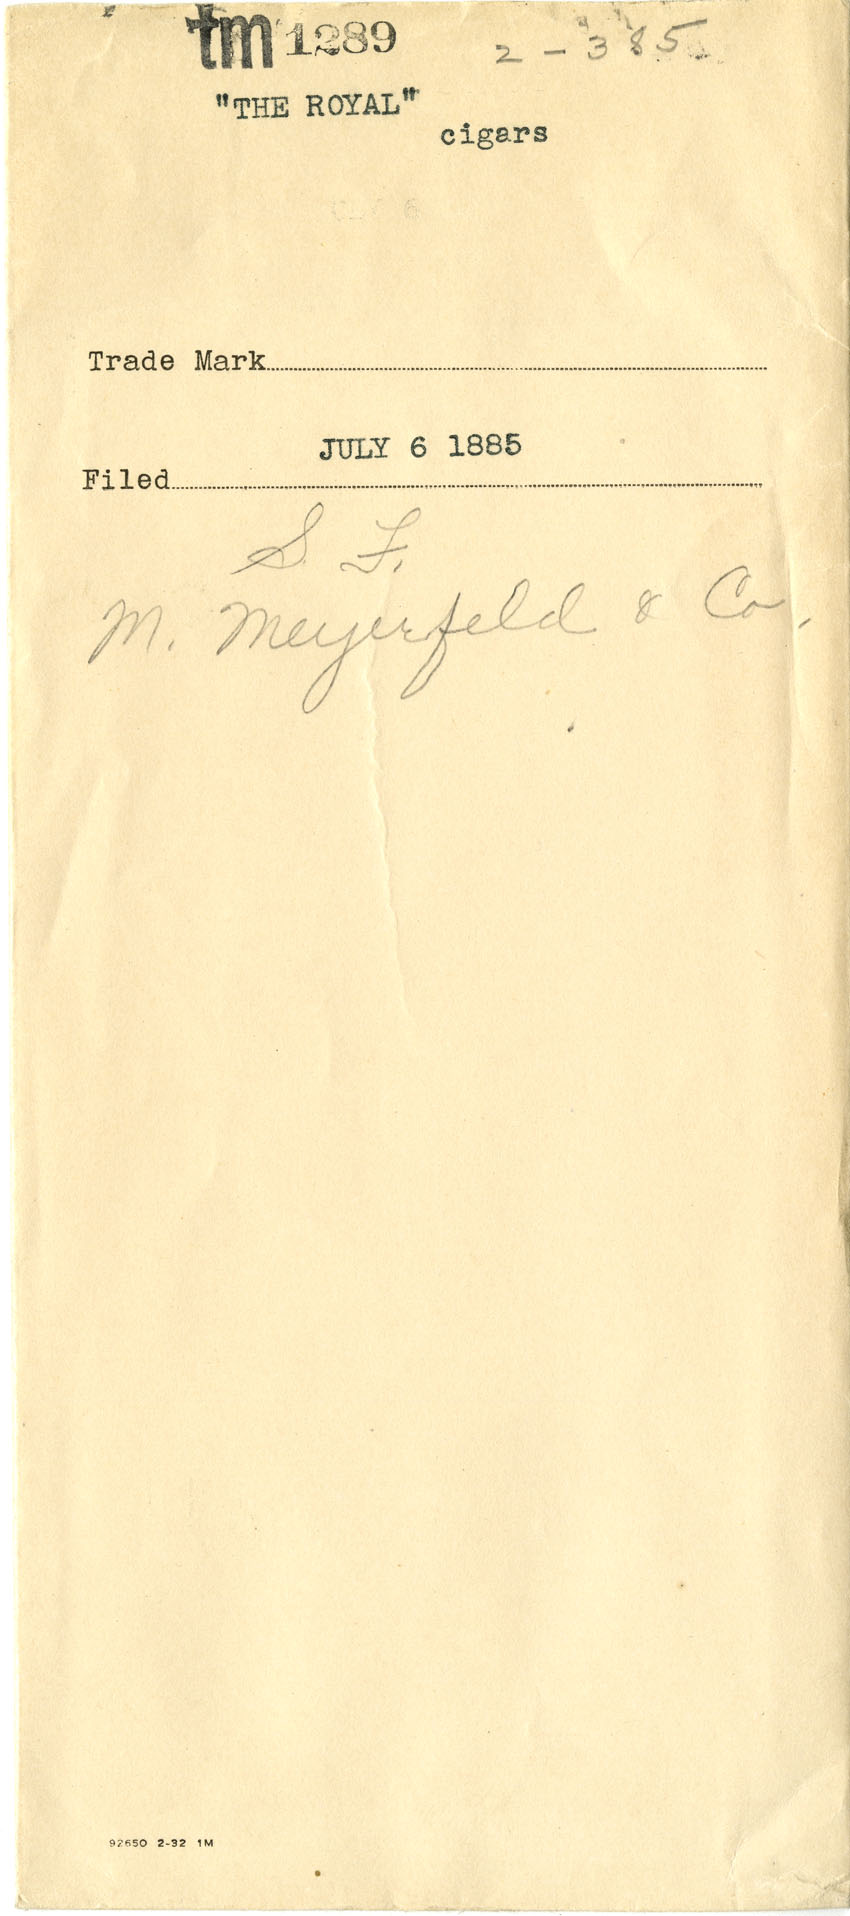 tm 1289
2 - 385
"THE ROYAL"
cigars
Trade Mark
JULY 6 1885
Filed
S. F.
M. Meyerfeld & Co.
92650 2-32 1M